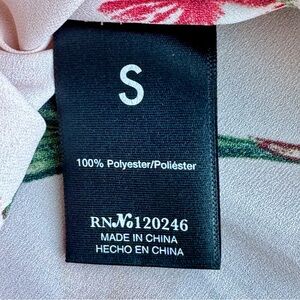 S
100% Polyester/Poliéster
RN№120246
MADE IN CHINA
HECHO EN CHINA